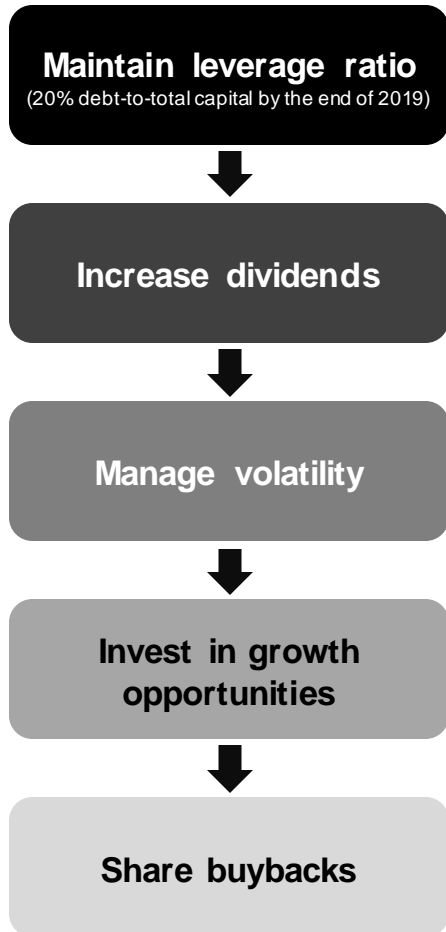 Maintain leverage ratio
(20% debt-to-total capital by the end of 2019)
Increase dividends
Manage volatility
Invest in growth
opportunities
Share buybacks